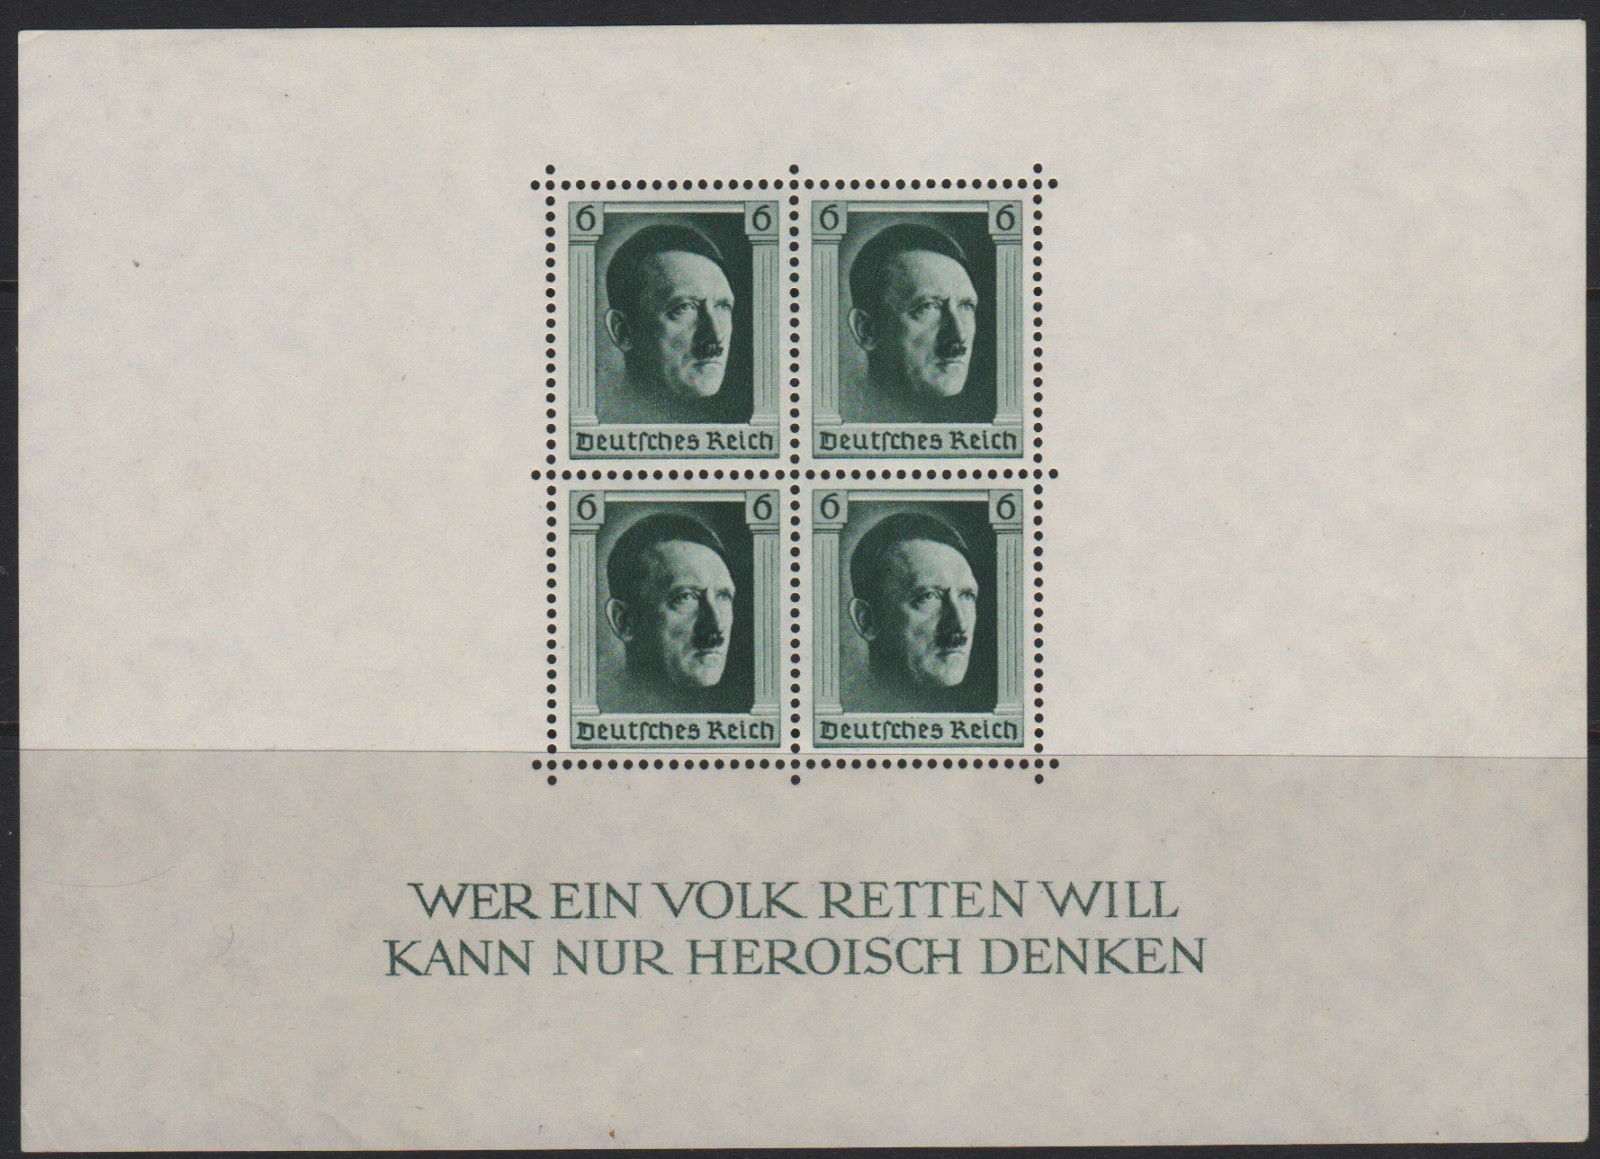 6 6 6 6
Deutſches Reich Deutſches Reich
6 6 6 6
Deutſches Reich Deutſches Reich
WER EIN VOLK RETTEN WILL
KANN NUR HEROISCH DENKEN